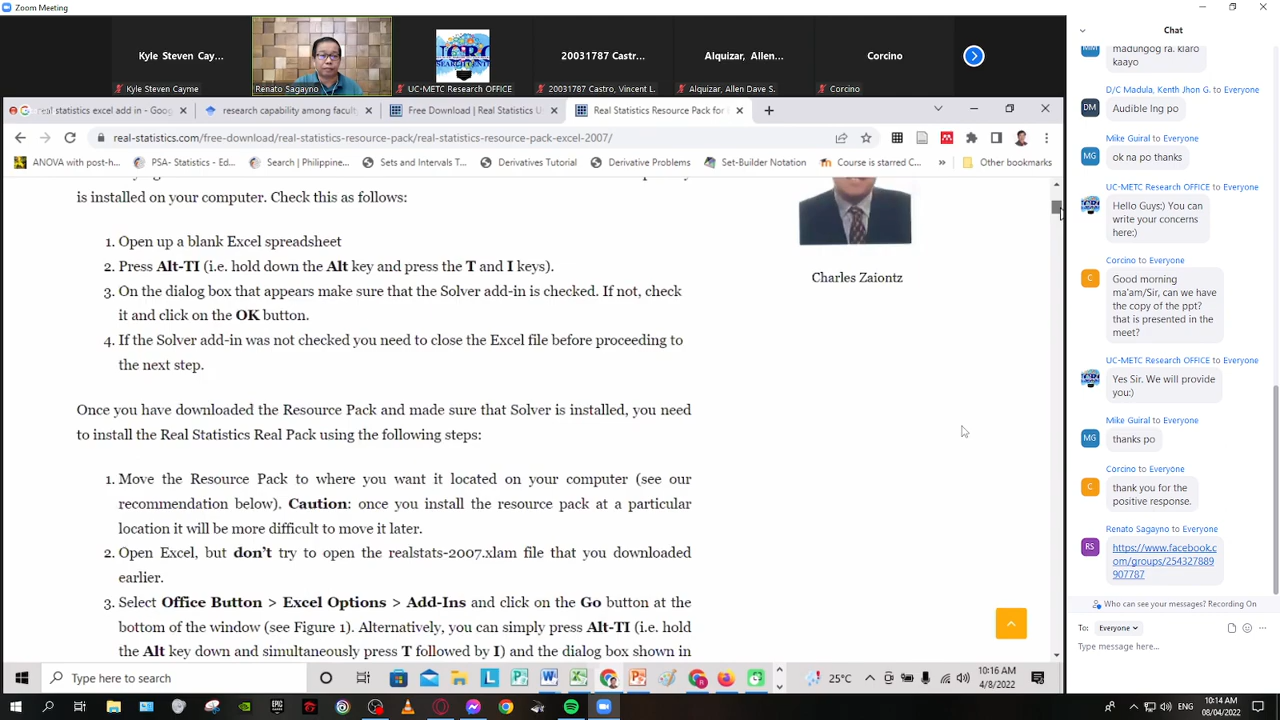 Zoom Meeting
Kyle Steven Cay...
20031787 Castr...
Alquizar, Allen...
Corcino
Kyle Steven Cayme
Renato Sagayno
UC-METC Research OFFICE
20031787 Castro, Vincent L.
Alquizar, Allen Dave S.
Corcino
real statistics excel add in - Goog
research capability among facult
Free Download | Real Statistics U
Real Statistics Resource Pack for
real-statistics.com/free-download/real-statistics-resource-pack/real-statistics-resource-pack-excel-2007/
ANOVA with post-h...
PSA- Statistics - Ed...
Search | Philippine...
Sets and Intervals T...
Derivatives Tutorial
Derivative Problems
Set-Builder Notation
Course is starred C...
»
Other bookmarks
is installed on your computer. Check this as follows:
1. Open up a blank Excel spreadsheet
2. Press Alt-TI (i.e. hold down the Alt key and press the T and I keys).
3. On the dialog box that appears make sure that the Solver add-in is checked. If not, check
it and click on the OK button.
4. If the Solver add-in was not checked you need to close the Excel file before proceeding to
the next step.
Charles Zaiontz
Once you have downloaded the Resource Pack and made sure that Solver is installed, you need
to install the Real Statistics Real Pack using the following steps:
1. Move the Resource Pack to where you want it located on your computer (see our
recommendation below). Caution: once you install the resource pack at a particular
location it will be more difficult to move it later.
2. Open Excel, but don't try to open the realstats-2007.xlam file that you downloaded
earlier.
3. Select Office Button > Excel Options > Add-Ins and click on the Go button at the
bottom of the window (see Figure 1). Alternatively, you can simply press Alt-TI (i.e. hold
the Alt key down and simultaneously press T followed by I) and the dialog box shown in
Type here to search
25°C
10:16 AM
4/8/2022
Chat
MM
madungog ra. klaro
kaayo
D/C Madula, Kenth Jhon G. to Everyone
DM
Audible lng po
Mike Guiral to Everyone
MG
ok na po thanks
UC-METC Research OFFICE to Everyone
Hello Guys:) You can
write your concerns
here:)
Corcino to Everyone
C
Good morning
ma'am/Sir, can we have
the copy of the ppt?
that is presented in the
meet?
UC-METC Research OFFICE to Everyone
Yes Sir. We will provide
you:)
Mike Guiral to Everyone
MG
thanks po
Corcino to Everyone
C
thank you for the
positive response.
Renato Sagayno to Everyone
RS
https://www.facebook.c
om/groups/254327889
907787
Who can see your messages? Recording On
To: Everyone
Type message here...
ENG
10:14 AM
08/04/2022